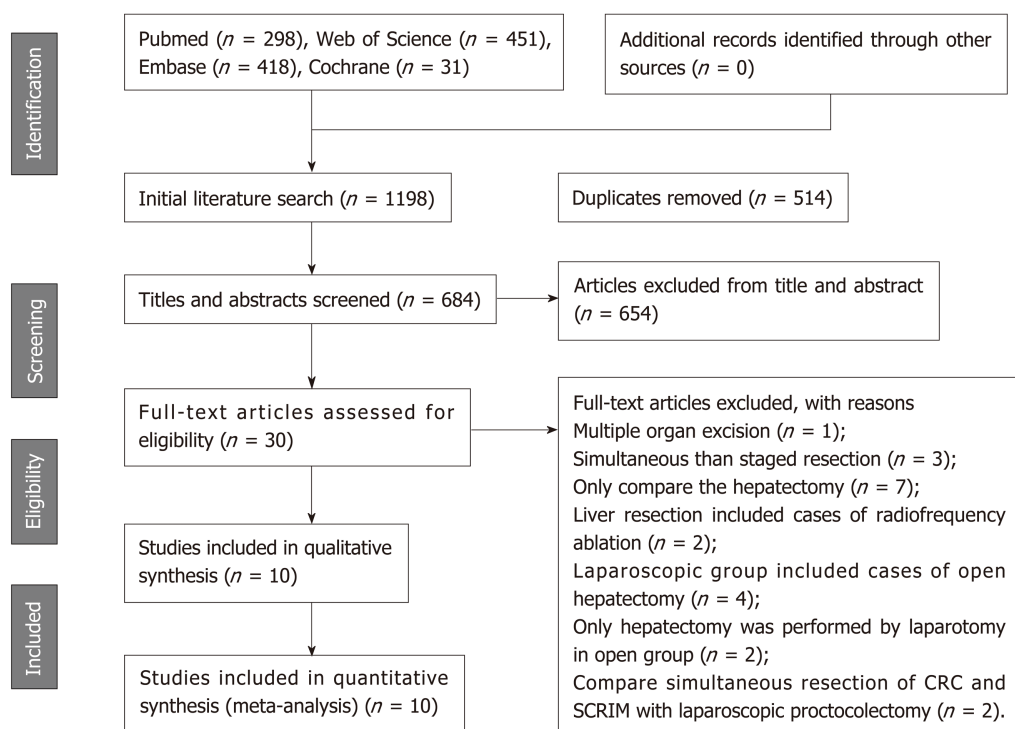 Identification
Pubmed (n = 298), Web of Science (n = 451),
Embase (n = 418), Cochrane (n = 31)
Additional records identified through other
sources (n = 0)
Initial literature search (n = 1198)
Duplicates removed (n = 514)
Screening
Titles and abstracts screened (n = 684)
Articles excluded from title and abstract
(n = 654)
Eligibility
Full-text articles assessed for
eligibility (n = 30)
Full-text articles excluded, with reasons
Multiple organ excision (n = 1);
Simultaneous than staged resection (n = 3);
Only compare the hepatectomy (n = 7);
Liver resection included cases of radiofrequency
ablation (n = 2);
Laparoscopic group included cases of open
hepatectomy (n = 4);
Only hepatectomy was performed by laparotomy
in open group (n = 2);
Compare simultaneous resection of CRC and
SCRIM with laparoscopic proctocolectomy (n = 2).
Studies included in qualitative
synthesis (n = 10)
Included
Studies included in quantitative
synthesis (meta-analysis) (n = 10)